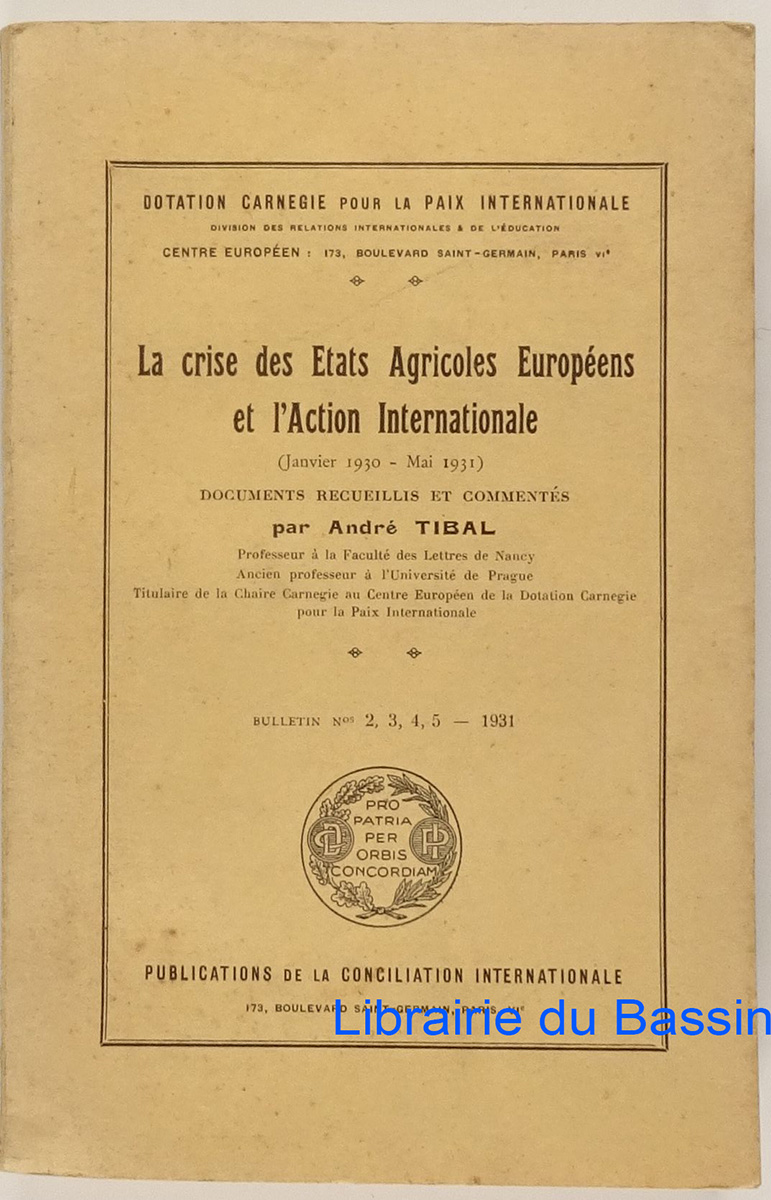 DOTATION CARNEGIE POUR LA PAIX INTERNATIONALE
DIVISION DES RELATIONS INTERNATIONALES & DE L'ÉDUCATION
CENTRE EUROPÉEN : 173, BOULEVARD SAINT-GERMAIN, PARIS VIe
La crise des Etats Agricoles Européens
et l'Action Internationale
(Janvier 1930 - Mai 1931)
DOCUMENTS RECUEILLIS ET COMMENTÉS
par André TIBAL
Professeur à la Faculté des Lettres de Nancy
Ancien professeur à l'Université de Prague
Titulaire de la Chaire Carnegie au Centre Européen de la Dotation Carnegie
pour la Paix Internationale
BULLETIN Nos 2, 3, 4, 5 — 1931
PRO
PATRIA
PER
ORBIS
CONCORDIAM
PUBLICATIONS DE LA CONCILIATION INTERNATIONALE
173, BOULEVARD SAINT-GERMAIN, PARIS VIe
Librairie du Bassin